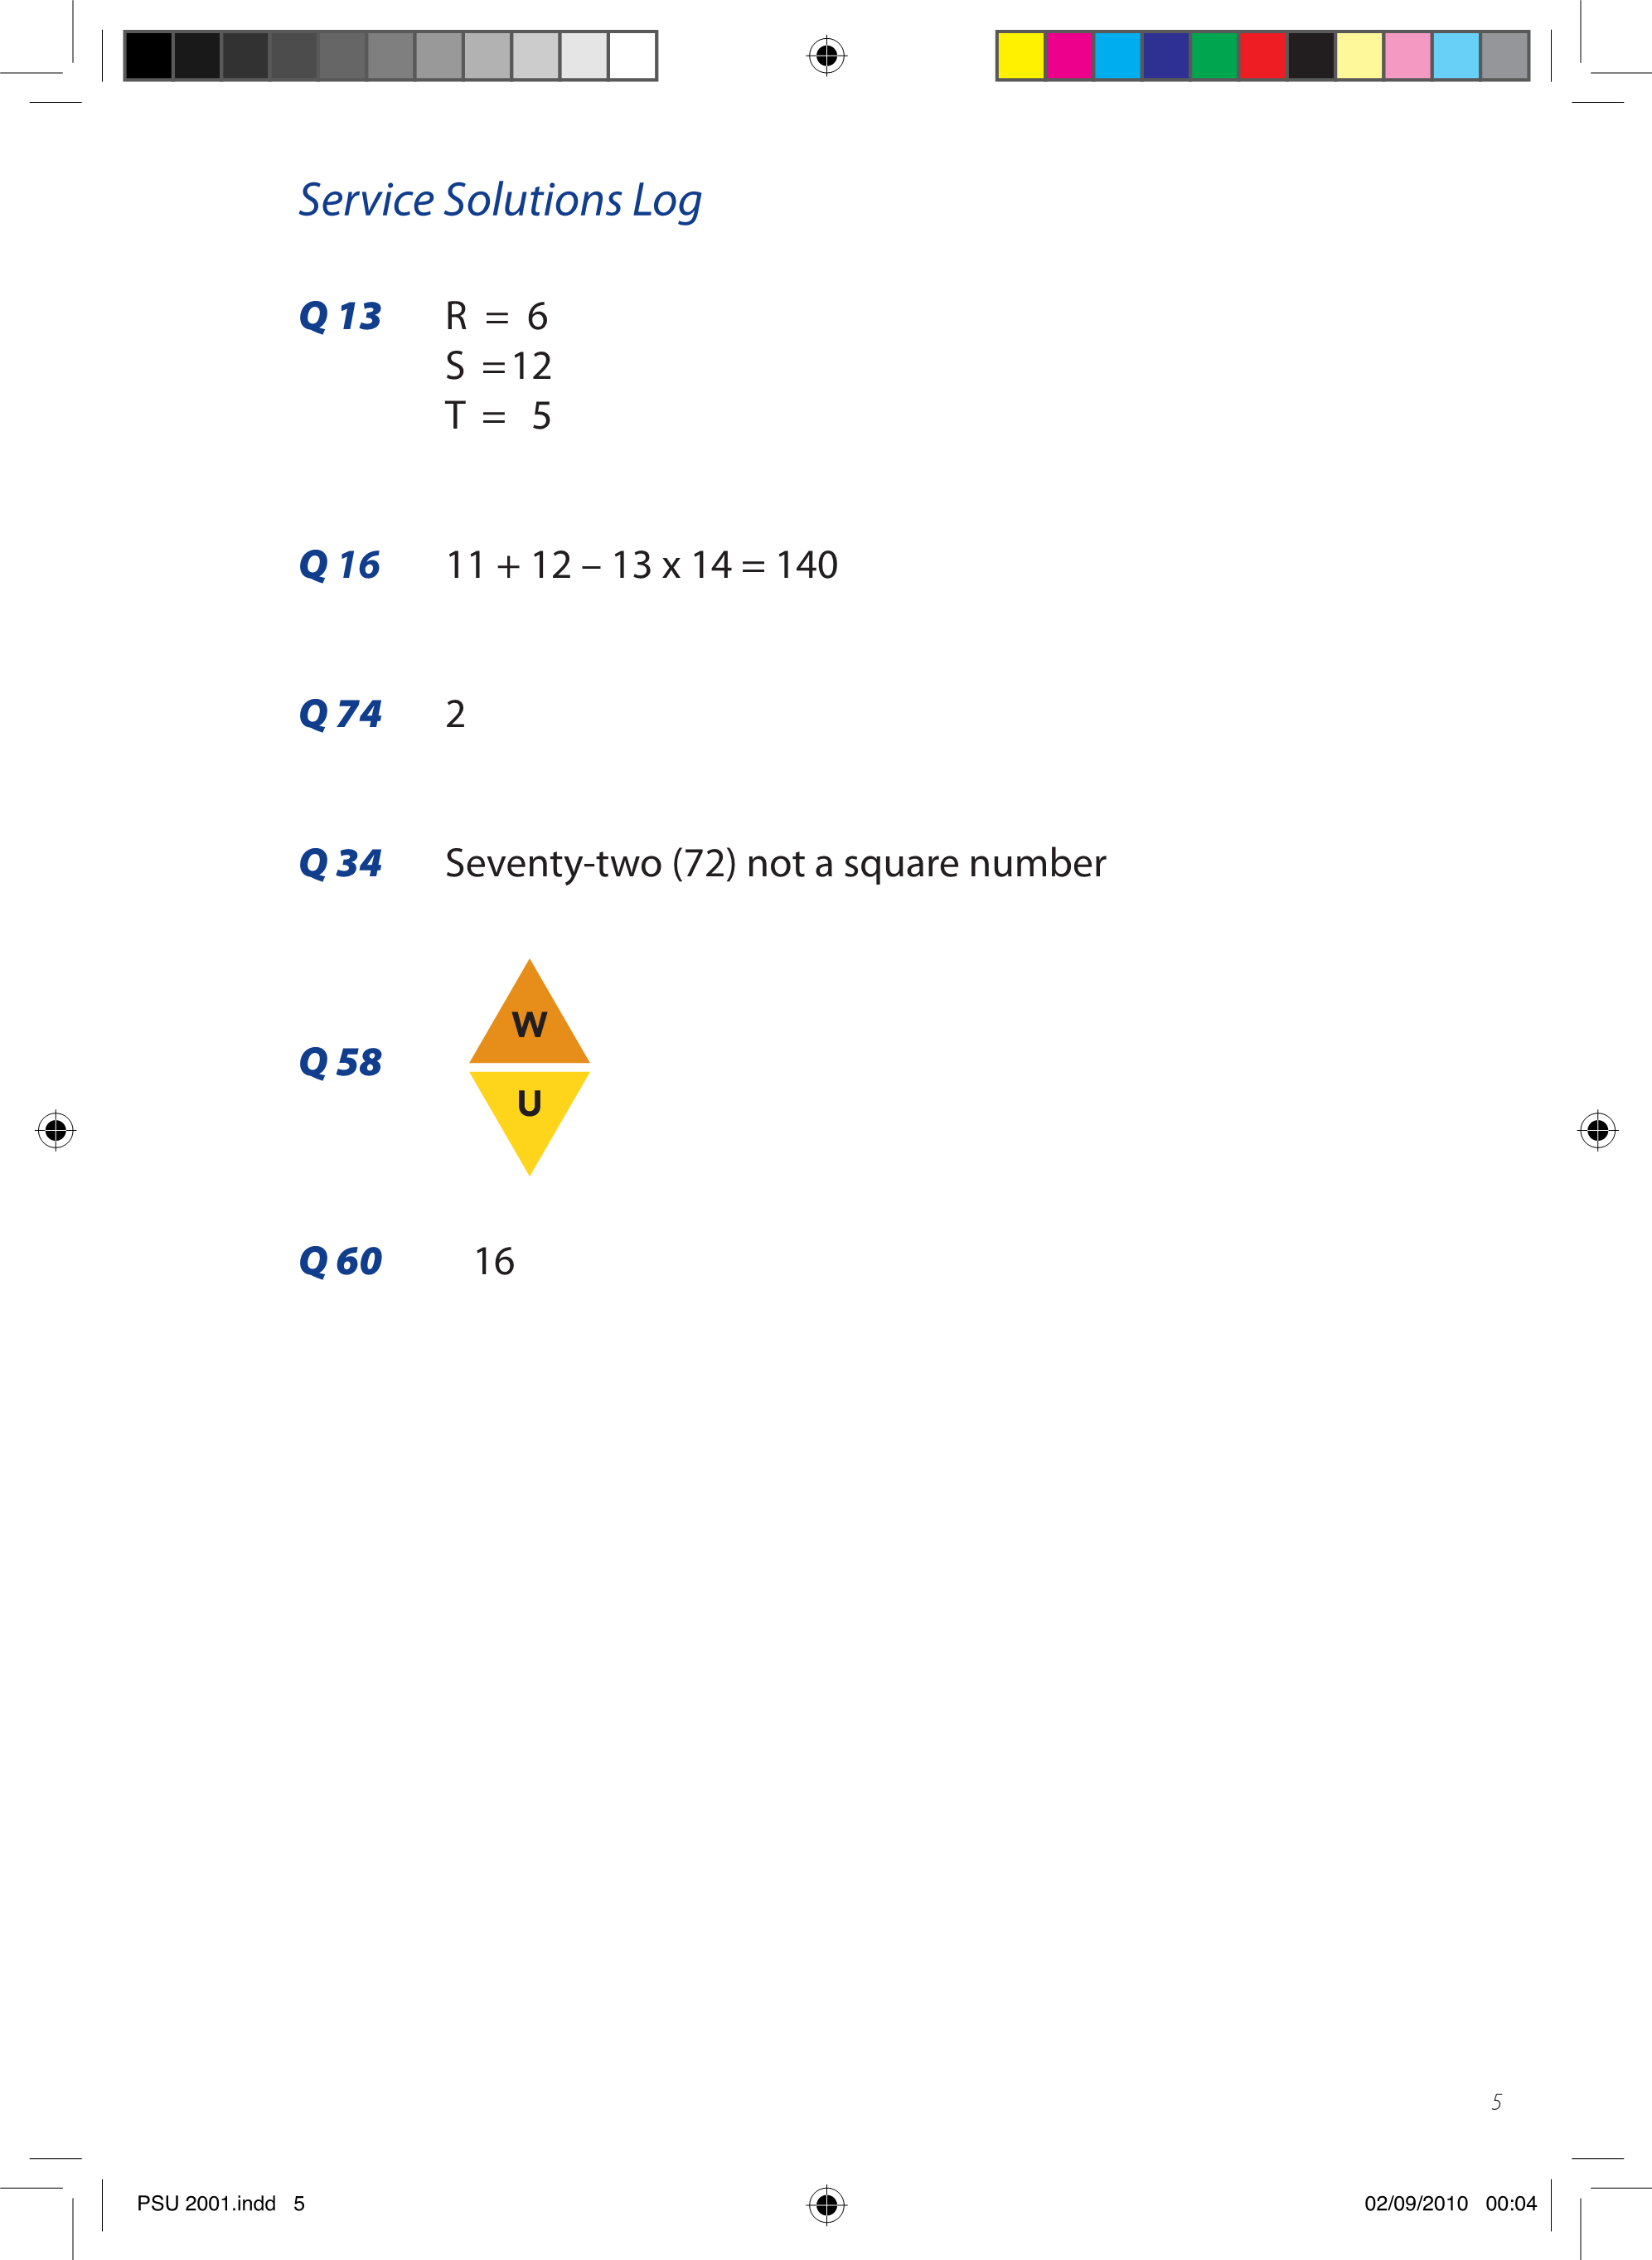 Service Solutions Log
Q 13 R = 6
S = 12
T = 5
Q 16 11 + 12 – 13 x 14 = 140
Q 74 2
Q 34 Seventy-two (72) not a square number
W
Q 58
U
Q 60 16
5
PSU 2001.indd 5 02/09/2010 00:04